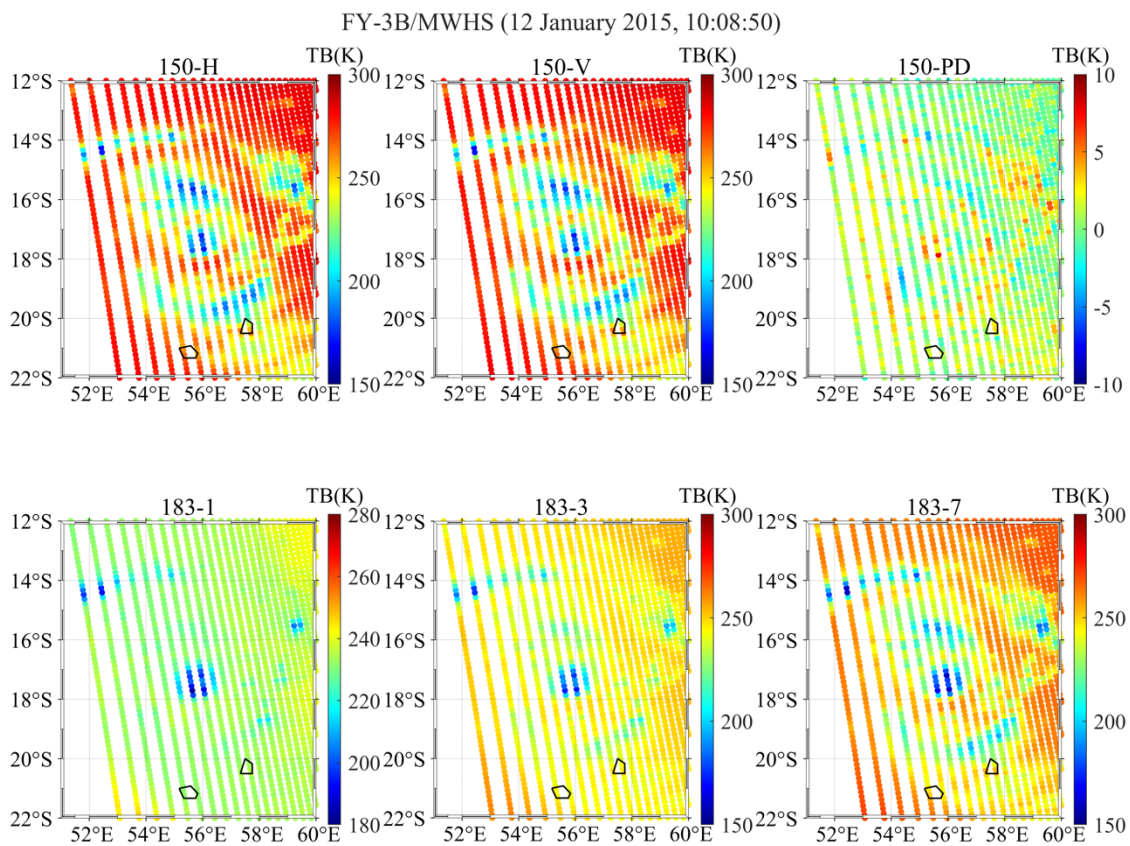 FY-3B/MWHS (12 January 2015, 10:08:50)
150-H TB(K) 150-V TB(K) 150-PD TB(K)
12°S 300 12°S 300 12°S 10
14°S 14°S 14°S 5
16°S 250 16°S 250 16°S
0
18°S 200 18°S 200 18°S
20°S 20°S 20°S -5
22°S 150 22°S 150 22°S -10
52°E 54°E 56°E 58°E 60°E 52°E 54°E 56°E 58°E 60°E 52°E 54°E 56°E 58°E 60°E
183-1 TB(K) 183-3 TB(K) 183-7 TB(K)
12°S 280 12°S 300 12°S 300
14°S 260 14°S 14°S
16°S 240 16°S 250 16°S 250
18°S 220 18°S 200 18°S 200
20°S 200 20°S 20°S
22°S 180 22°S 150 22°S 150
52°E 54°E 56°E 58°E 60°E 52°E 54°E 56°E 58°E 60°E 52°E 54°E 56°E 58°E 60°E